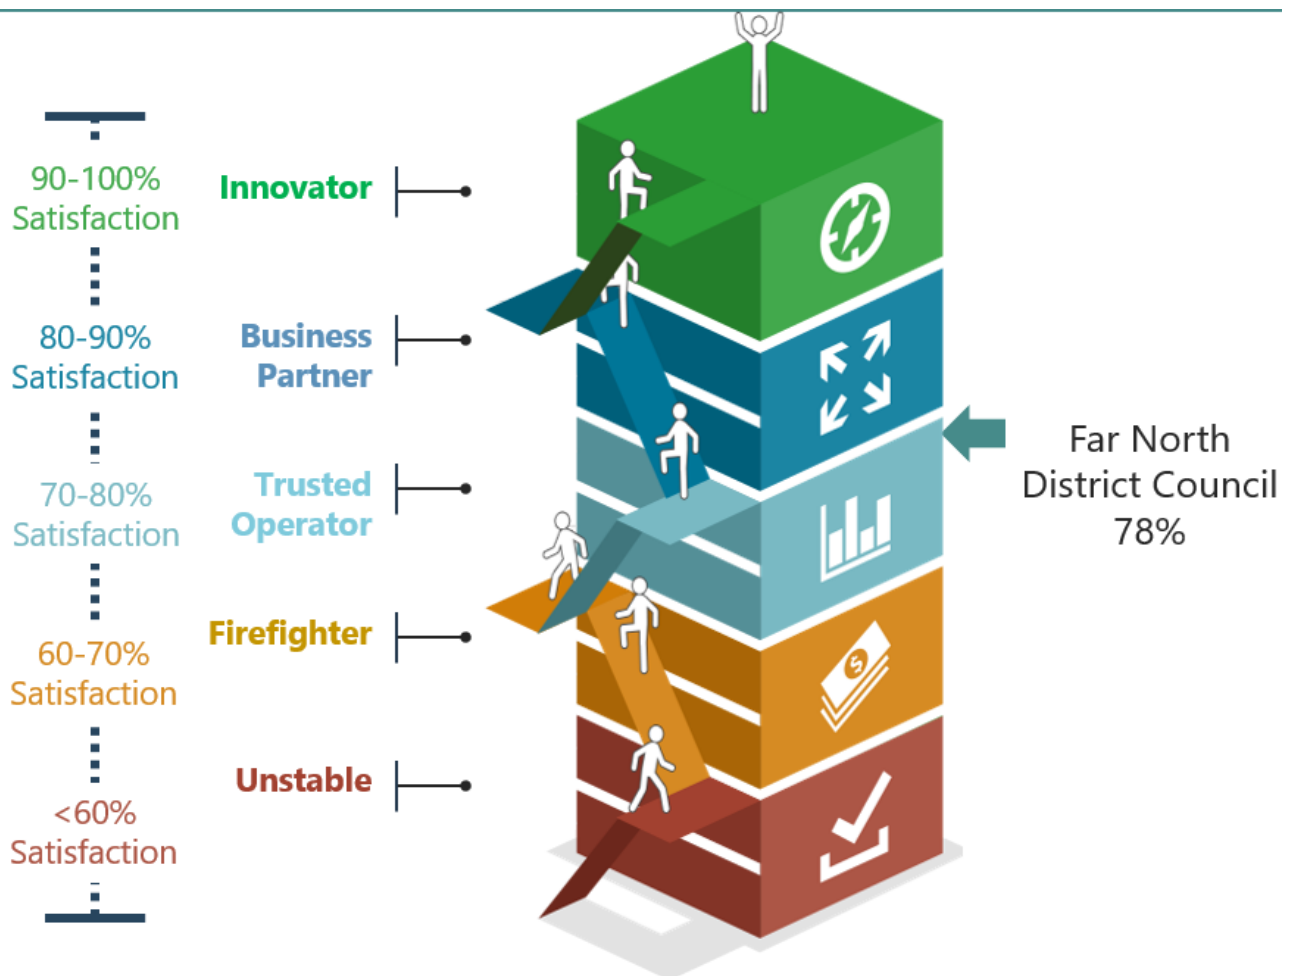 90-100%
Satisfaction
Innovator
80-90%
Satisfaction
Business
Partner
Far North
District Council
78%
70-80%
Satisfaction
Trusted
Operator
60-70%
Satisfaction
Firefighter
$
Unstable
<60%
Satisfaction